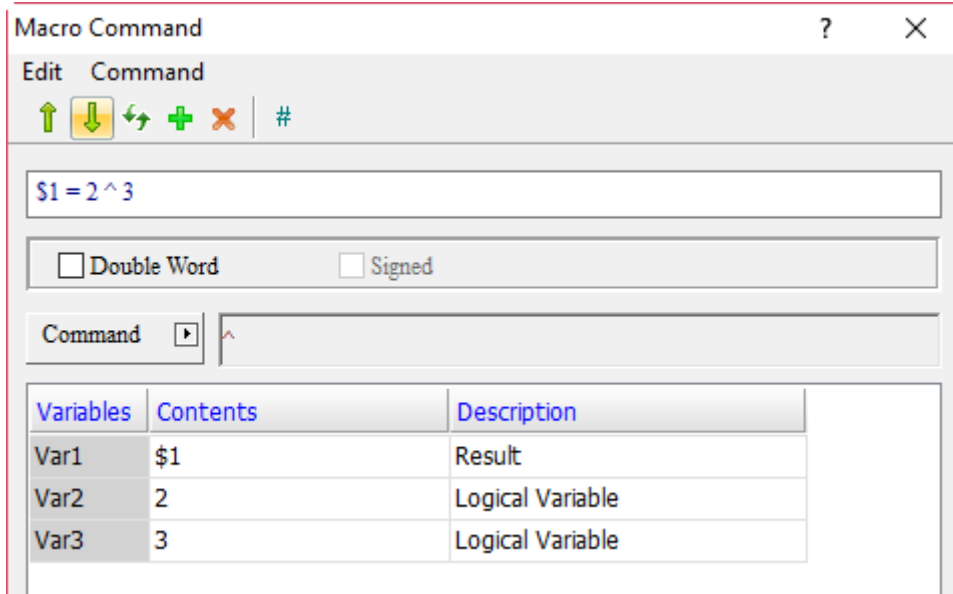 Macro Command ? ×
Edit Command
#
$1 = 2 ^ 3
Double Word Signed
Command ^
Variables Contents Description
Var1 $1 Result
Var2 2 Logical Variable
Var3 3 Logical Variable